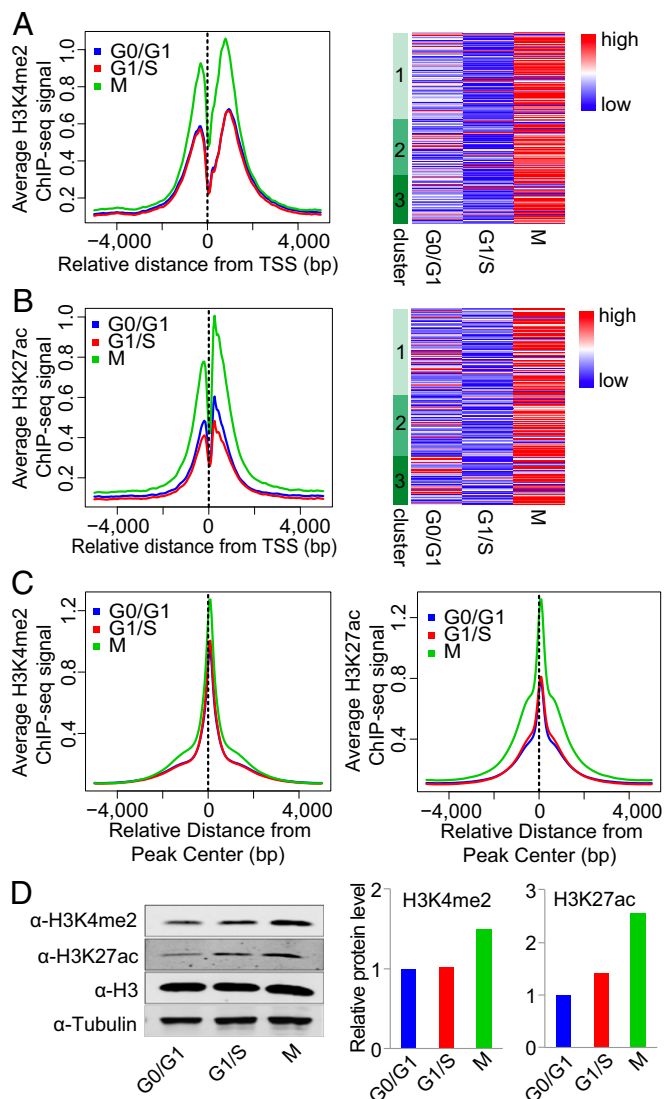 A
Average H3K4me2
ChIP-seq signal
1.0
0.8
0.6
0.4
0.2
G0/G1
G1/S
M
−4,000 0 4,000
Relative distance from TSS (bp)
1
2
3
cluster
G0/G1
G1/S
M
high
low
B
Average H3K27ac
ChIP-seq signal
1.0
0.8
0.6
0.4
0.2
G0/G1
G1/S
M
−4000 0 4000
Relative distance from TSS (bp)
1
2
3
cluster
G0/G1
G1/S
M
high
low
C
Average H3K4me2
ChIP-seq signal
1.2
0.8
0.4
G0/G1
G1/S
M
−4,000 0 4,000
Relative Distance from
Peak Center (bp)
Average H3K27ac
ChIP-seq signal
1.2
0.8
0.4
G0/G1
G1/S
M
−4,000 0 4,000
Relative Distance from
Peak Center (bp)
D
α-H3K4me2
α-H3K27ac
α-H3
α-Tubulin
G0/G1
G1/S
M
Relative protein level
2
1
0
H3K4me2
G0/G1
G1/S
M
3
2
1
0
H3K27ac
G0/G1
G1/S
M